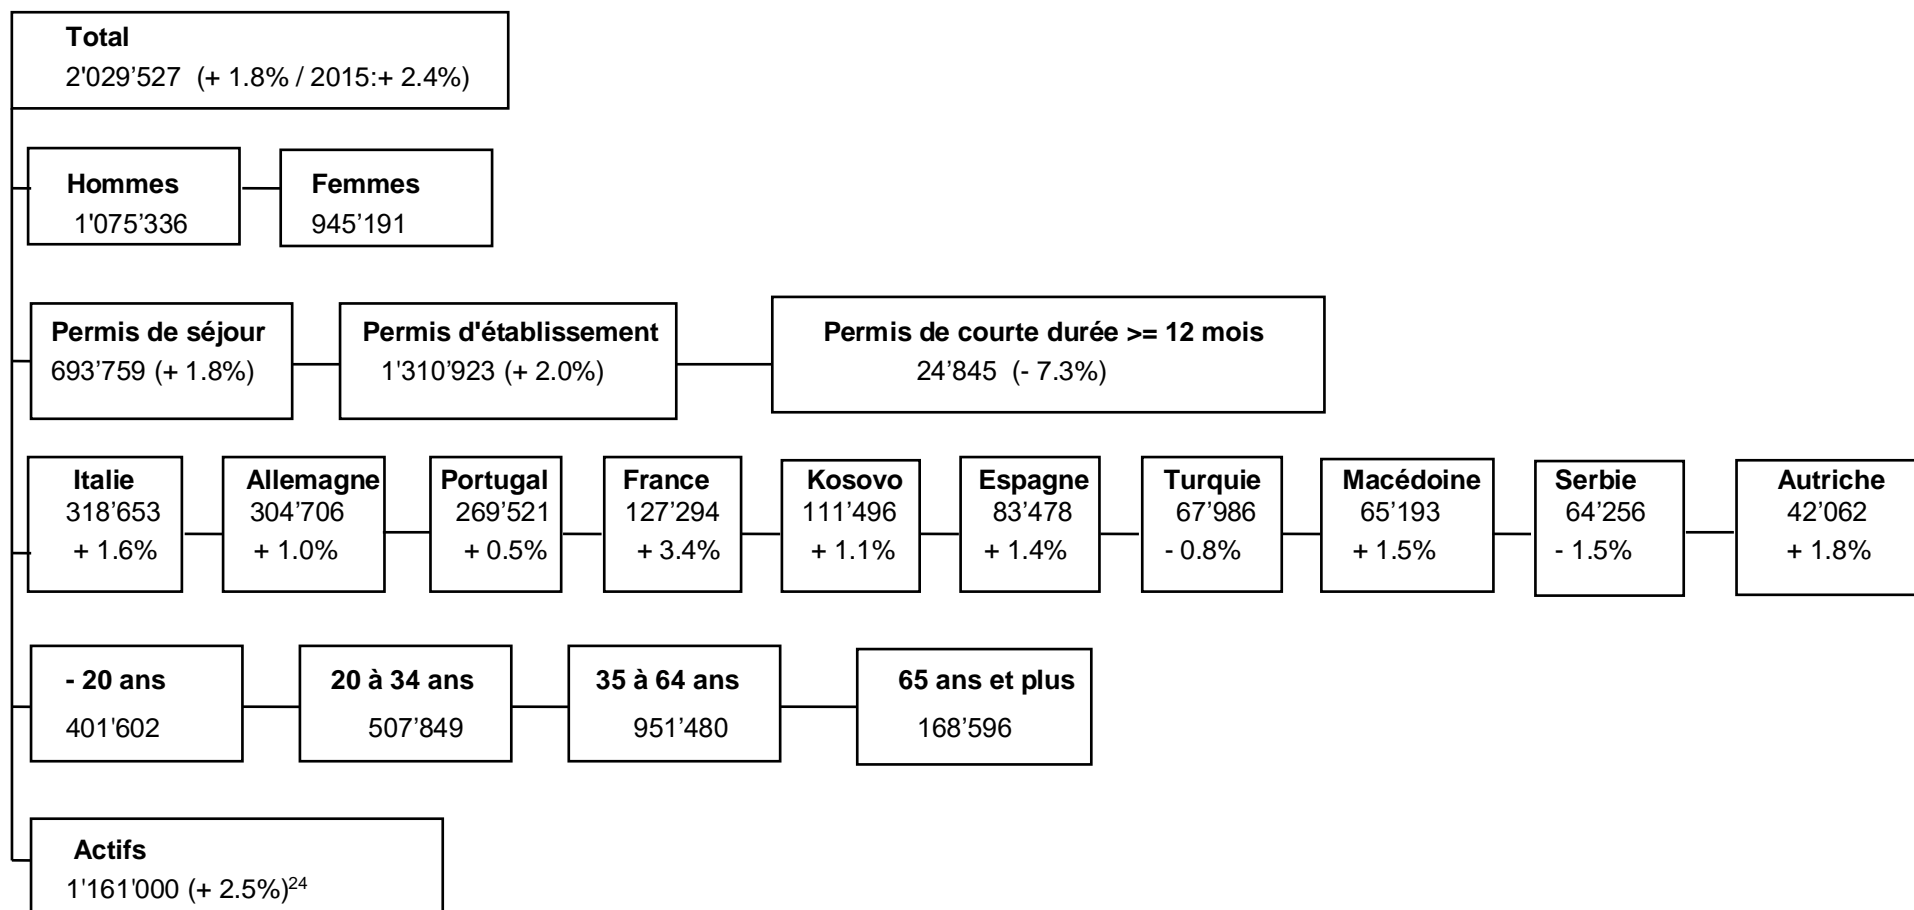 Total
2'029’527 (+ 1.8% / 2015:+ 2.4%)
Hommes
1'075’336
Femmes
945’191
Permis de séjour
693’759 (+ 1.8%)
Permis d'établissement
1'310’923 (+ 2.0%)
Permis de courte durée >= 12 mois
24’845 (- 7.3%)
Italie
318’653
+ 1.6%
Allemagne
304’706
+ 1.0%
Portugal
269’521
+ 0.5%
France
127’294
+ 3.4%
Kosovo
111’496
+ 1.1%
Espagne
83’478
+ 1.4%
Turquie
67’986
- 0.8%
Macédoine
65’193
+ 1.5%
Serbie
64’256
- 1.5%
Autriche
42’062
+ 1.8%
- 20 ans
401'602
20 à 34 ans
507’849
35 à 64 ans
951’480
65 ans et plus
168’596
Actifs
1'161'000 (+ 2.5%)24